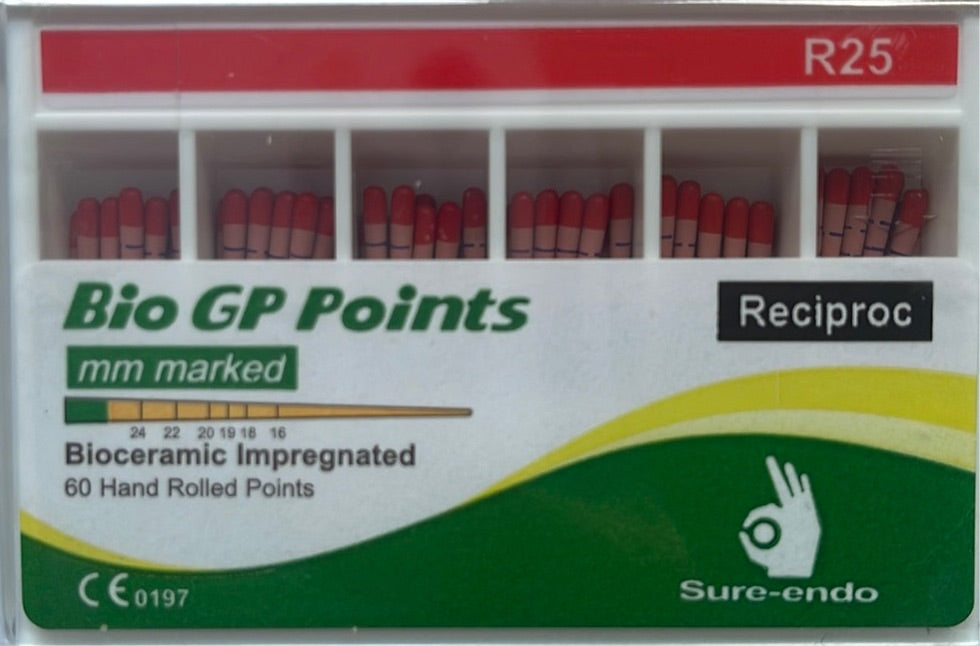 R25
Bio GP Points
Reciproc
mm marked
24 22 20 19 18 16
Bioceramic Impregnated
60 Hand Rolled Points
CE 0197
Sure-endo